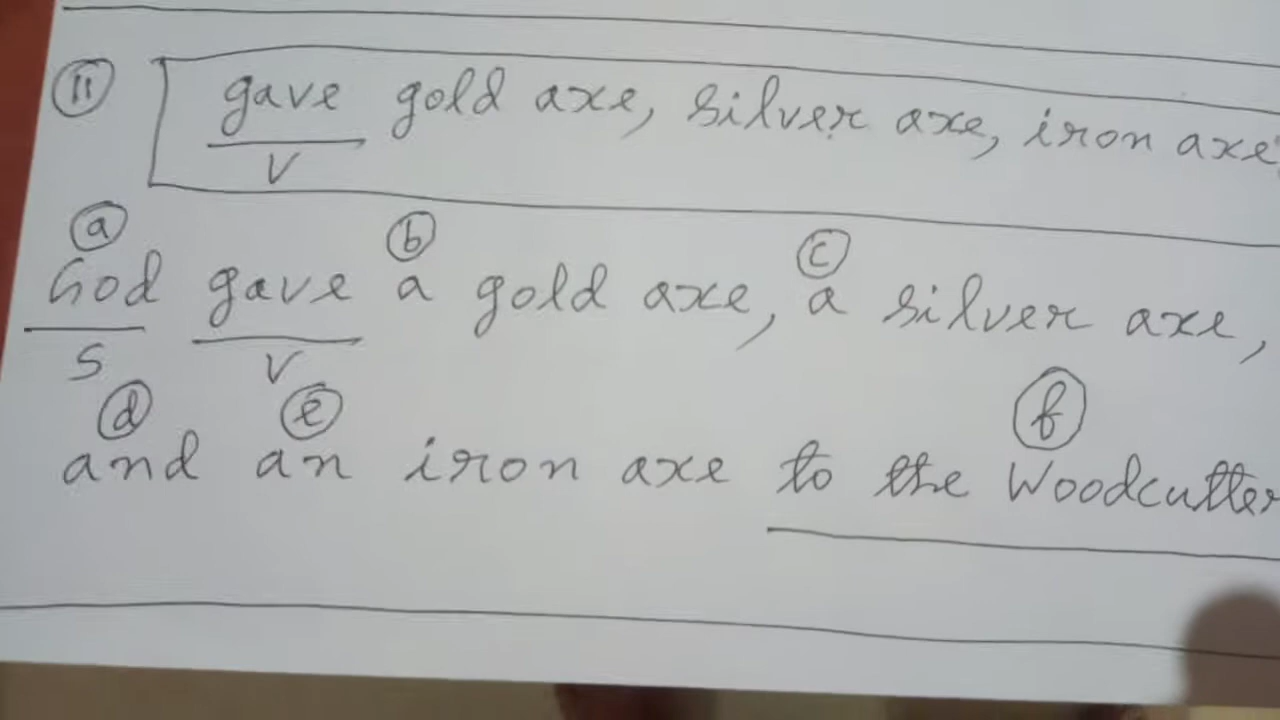 11 gave gold axe, silver axe, iron axe
V
a b c
God gave a gold axe, a silver axe,
S V
d e f
and an iron axe to the Woodcutter